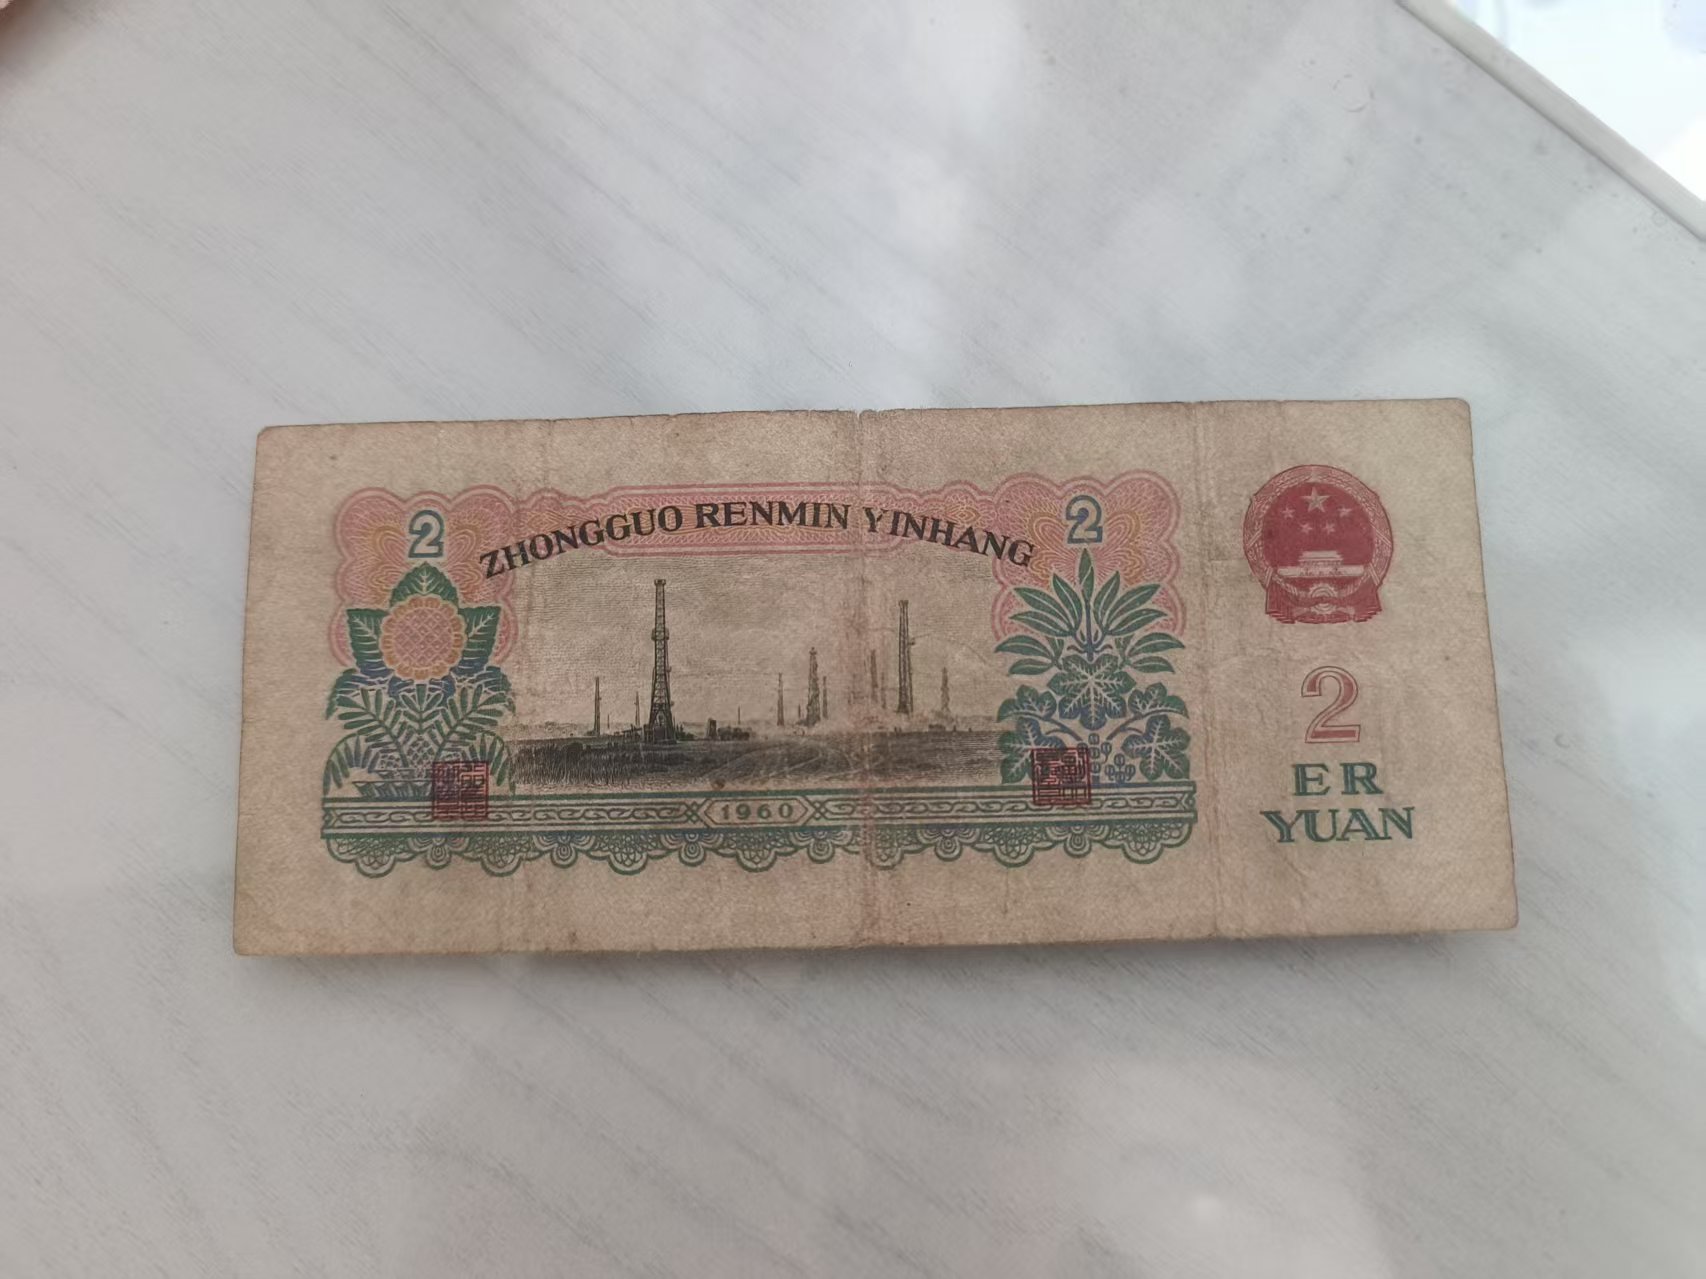 2
ZHONGGUO RENMIN YINHANG
2
1960
2
ER
YUAN